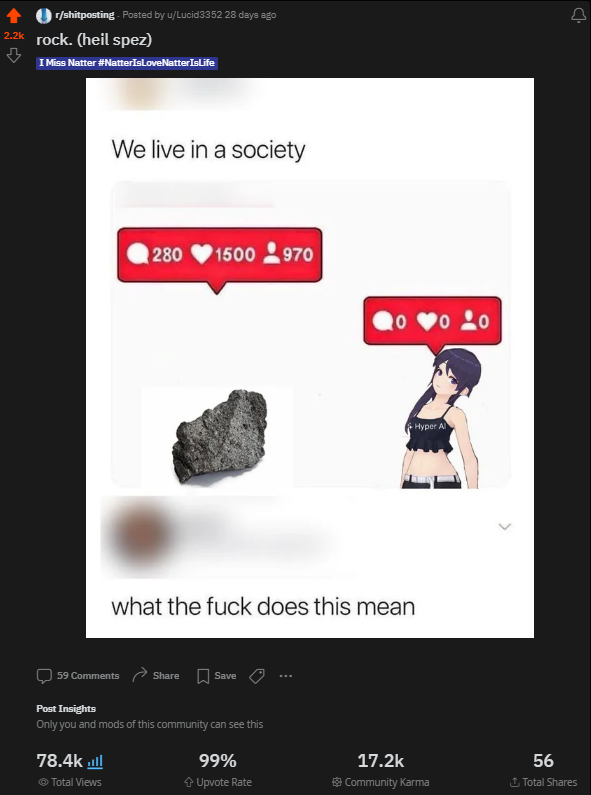 r/shitposting · Posted by u/Lucid3352 28 days ago
2.2k
rock. (heil spez)
I Miss Natter #NatterIsLoveNatterIsLife
We live in a society
280 1500 970
0 0 0
Hyper AI
what the fuck does this mean
59 Comments Share Save ...
Post Insights
Only you and mods of this community can see this
78.4k 99% 17.2k 56
Total Views Upvote Rate Community Karma Total Shares